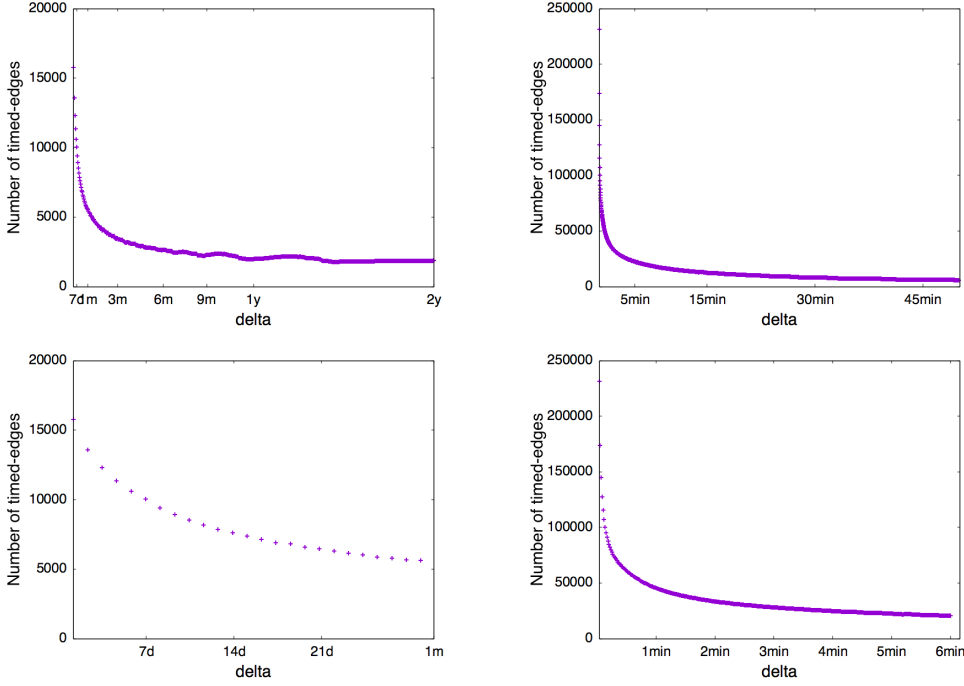 20000
15000
10000
5000
0
Number of timed-edges
7d 1m 3m 6m 9m 1y 2y
delta
250000
200000
150000
100000
50000
0
Number of timed-edges
5min 15min 30min 45min
delta
20000
15000
10000
5000
0
Number of timed-edges
7d 14d 21d 1m
delta
250000
200000
150000
100000
50000
0
Number of timed-edges
1min 2min 3min 4min 5min 6min
delta